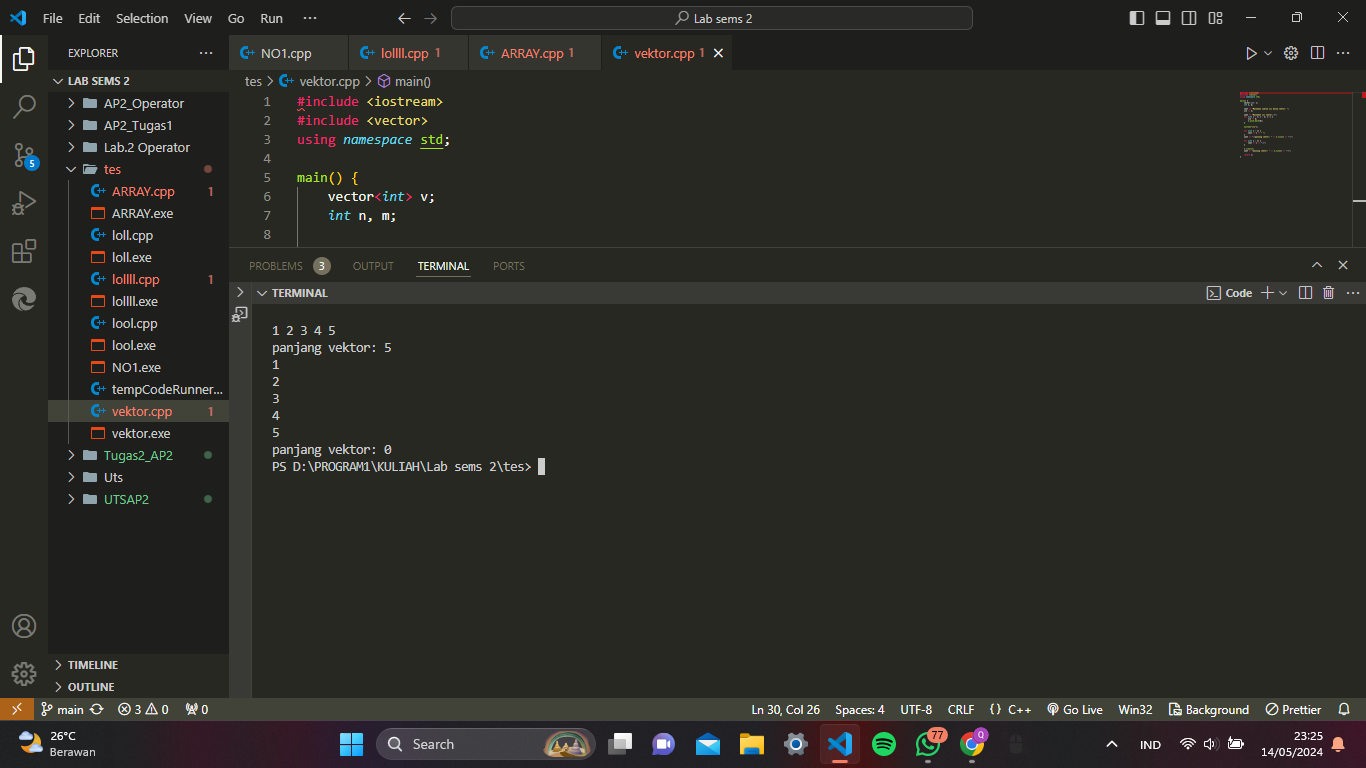 File Edit Selection View Go Run ··· Lab sems 2
EXPLORER ···
NO1.cpp lollll.cpp 1 ARRAY.cpp 1 vektor.cpp 1
LAB SEMS 2
tes > vektor.cpp > main()
AP2_Operator
AP2_Tugas1
Lab.2 Operator
tes
ARRAY.cpp 1
ARRAY.exe
loll.cpp
loll.exe
lollll.cpp 1
lollll.exe
lool.cpp
lool.exe
NO1.exe
tempCodeRunner...
vektor.cpp 1
vektor.exe
Tugas2_AP2
Uts
UTSAP2
TIMELINE
OUTLINE
1 #include <iostream>
2 #include <vector>
3 using namespace std;
4
5 main() {
6 vector<int> v;
7 int n, m;
8
PROBLEMS 3 OUTPUT TERMINAL PORTS
TERMINAL Code
1 2 3 4 5
panjang vektor: 5
1
2
3
4
5
panjang vektor: 0
PS D:\PROGRAM1\KULIAH\Lab sems 2\tes>
5
main 3 0 0 Ln 30, Col 26 Spaces: 4 UTF-8 CRLF {} C++ Go Live Win32 Background Prettier
26°C
Berawan
Search
77
Q
IND
23:25
14/05/2024